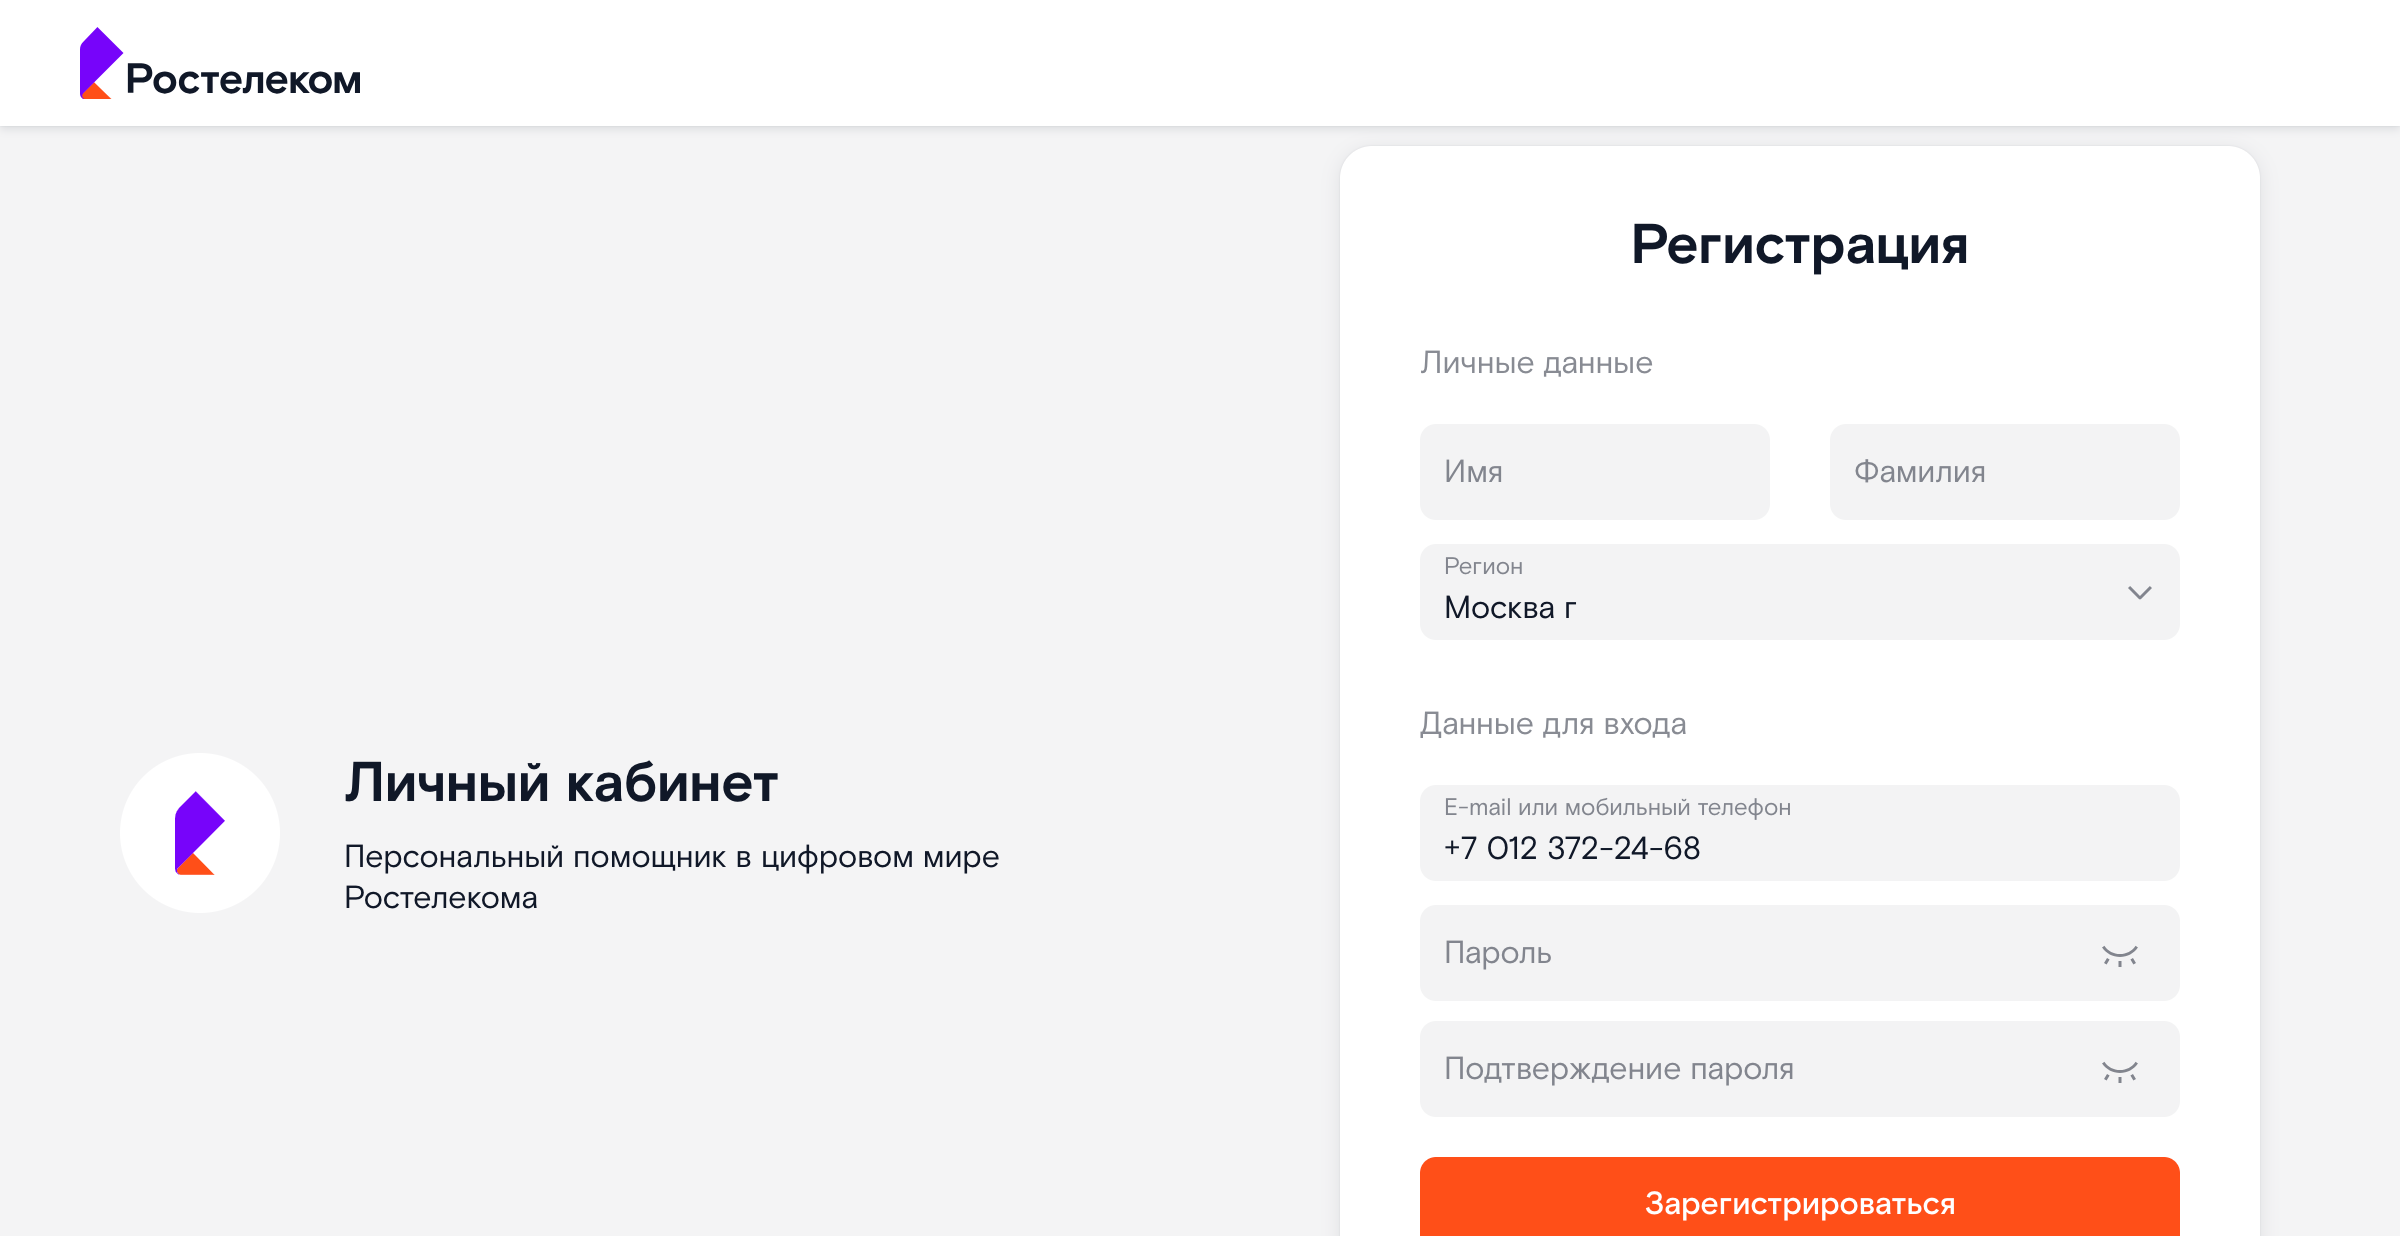 Ростелеком
Личный кабинет
Персональный помощник в цифровом мире
Ростелекома
Регистрация
Личные данные
Имя
Фамилия
Регион
Москва г
Данные для входа
E-mail или мобильный телефон
+7 012 372-24-68
Пароль
Подтверждение пароля
Зарегистрироваться